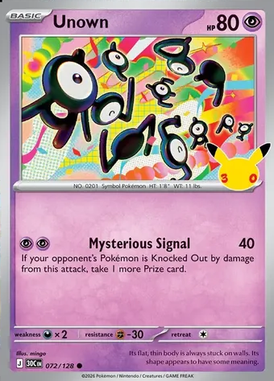 BASIC
Unown
HP 80
30
NO. 0201 Symbol Pokémon HT: 1'8" WT: 11 lbs.
Mysterious Signal 40
If your opponent's Pokémon is Knocked Out by damage
from this attack, take 1 more Prize card.
weakness ×2 resistance -30 retreat
Illus. mingo
Its flat, thin body is always stuck on walls. Its
shape appears to have some meaning.
J 30C EN 072/128
©2026 Pokémon / Nintendo / Creatures / GAME FREAK